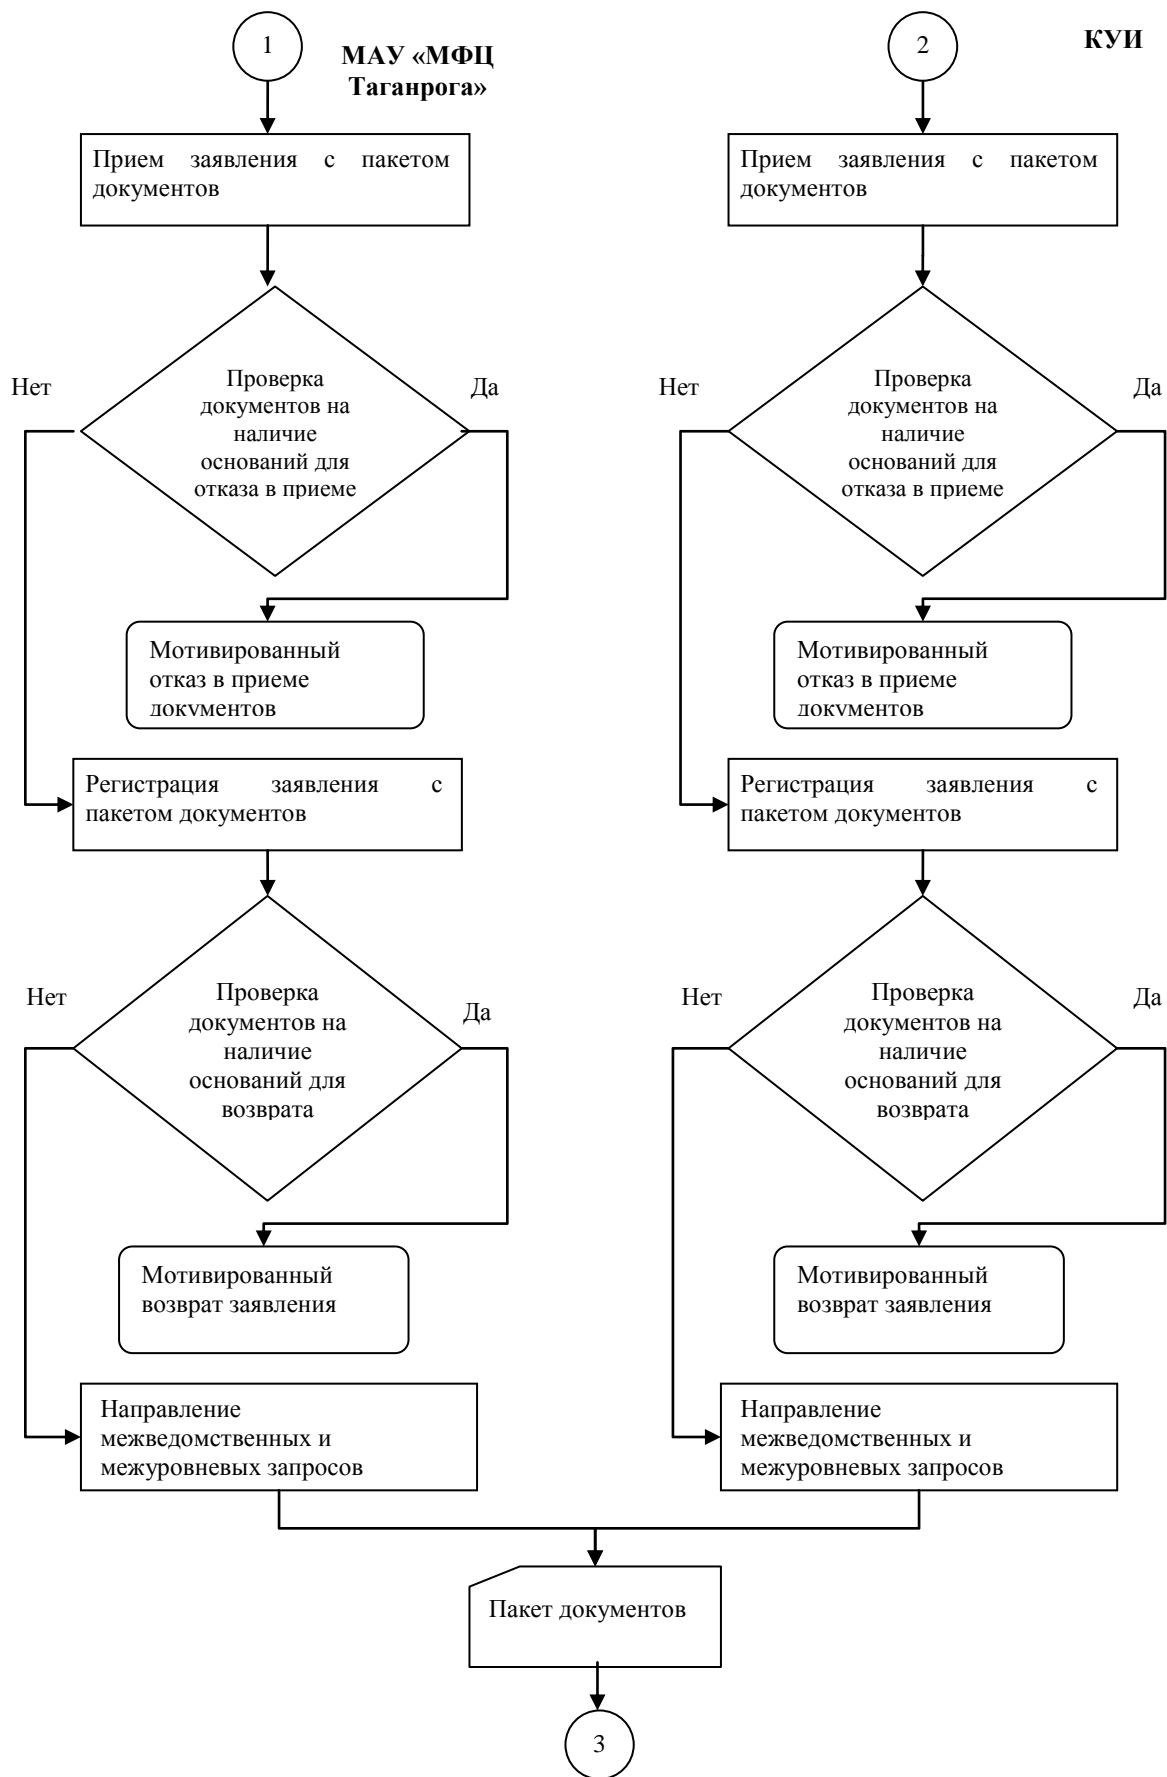 1
МАУ «МФЦ
Таганрога»
2
КУИ
Прием заявления с пакетом
документов
Прием заявления с пакетом
документов
Нет
Проверка
документов на
наличие
оснований для
отказа в приеме
Да
Нет
Проверка
документов на
наличие
оснований для
отказа в приеме
Да
Мотивированный
отказ в приеме
документов
Мотивированный
отказ в приеме
документов
Регистрация заявления с
пакетом документов
Регистрация заявления с
пакетом документов
Нет
Проверка
документов на
наличие
оснований для
возврата
Да
Нет
Проверка
документов на
наличие
оснований для
возврата
Да
Мотивированный
возврат заявления
Мотивированный
возврат заявления
Направление
межведомственных и
межуровневых запросов
Направление
межведомственных и
межуровневых запросов
Пакет документов
3